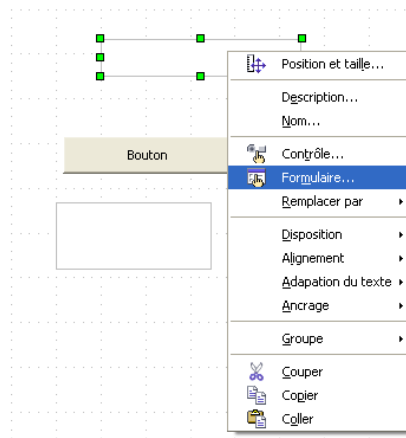 Position et taille...
Description...
Nom...
Bouton
Contrôle...
Formulaire...
Remplacer par
Disposition
Alignement
Adapation du texte
Ancrage
Groupe
Couper
Copier
Coller